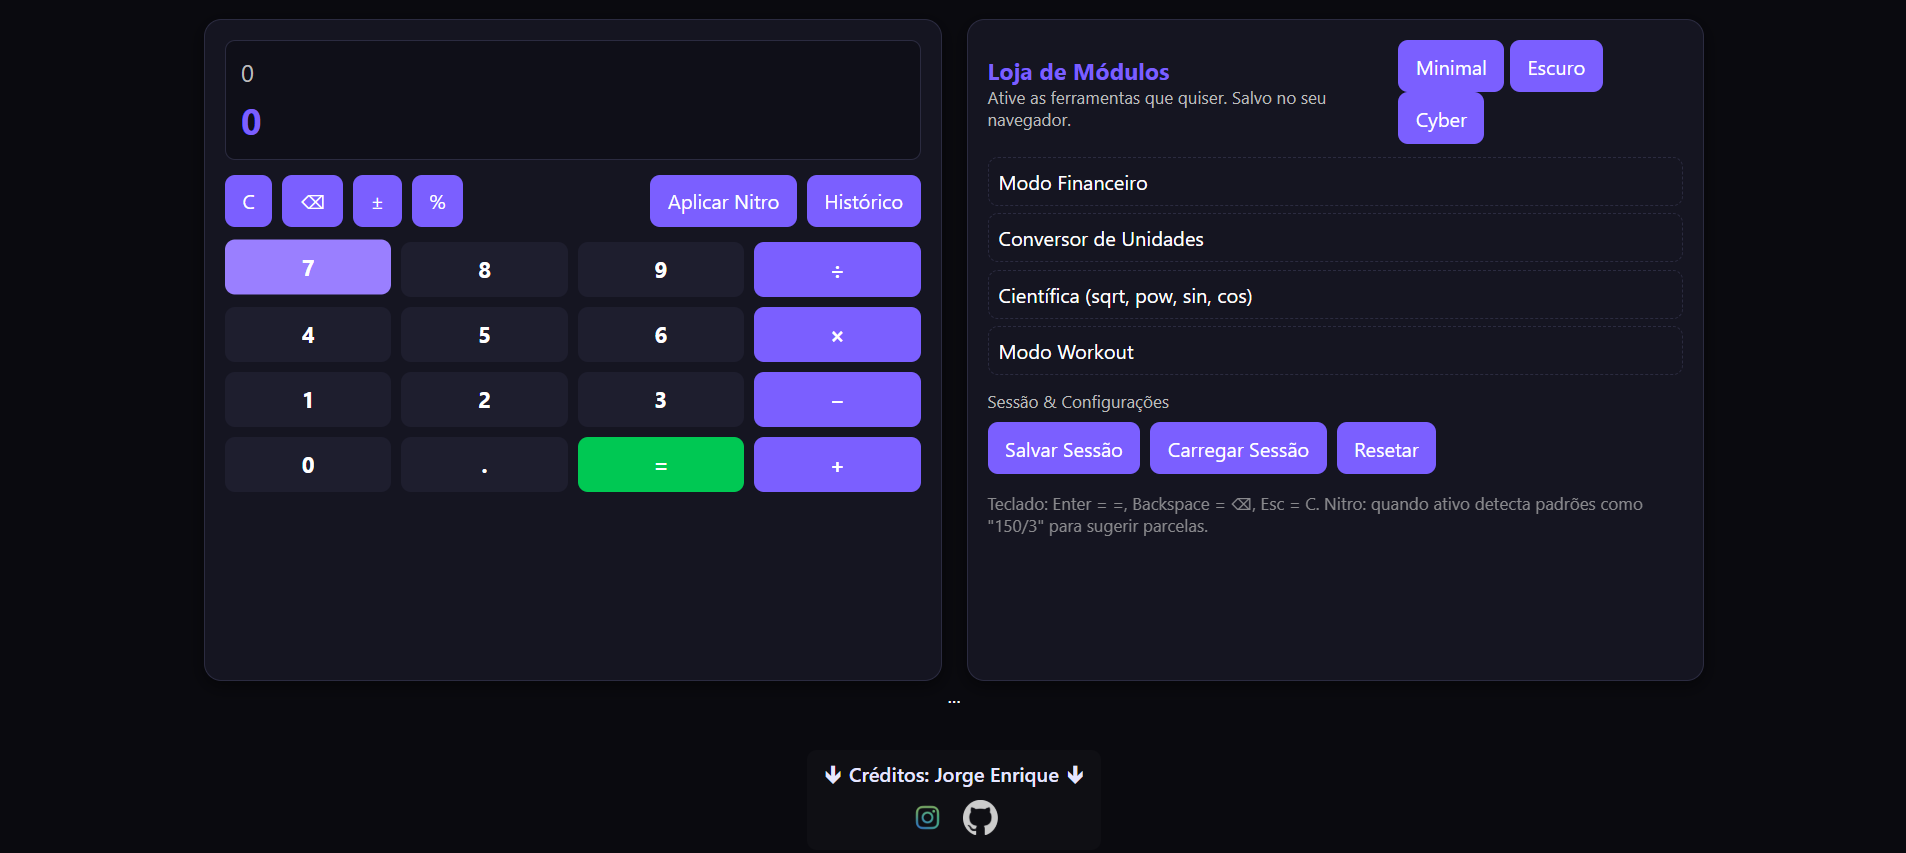 0
0
C ⌫ ± % Aplicar Nitro Histórico
7 8 9 ÷
4 5 6 ×
1 2 3 −
0 . = +
Loja de Módulos
Ative as ferramentas que quiser. Salvo no seu
navegador.
Minimal Escuro
Cyber
Modo Financeiro
Conversor de Unidades
Científica (sqrt, pow, sin, cos)
Modo Workout
Sessão & Configurações
Salvar Sessão Carregar Sessão Resetar
Teclado: Enter = =, Backspace = ⌫, Esc = C. Nitro: quando ativo detecta padrões como
"150/3" para sugerir parcelas.
...
🡻 Créditos: Jorge Enrique 🡻